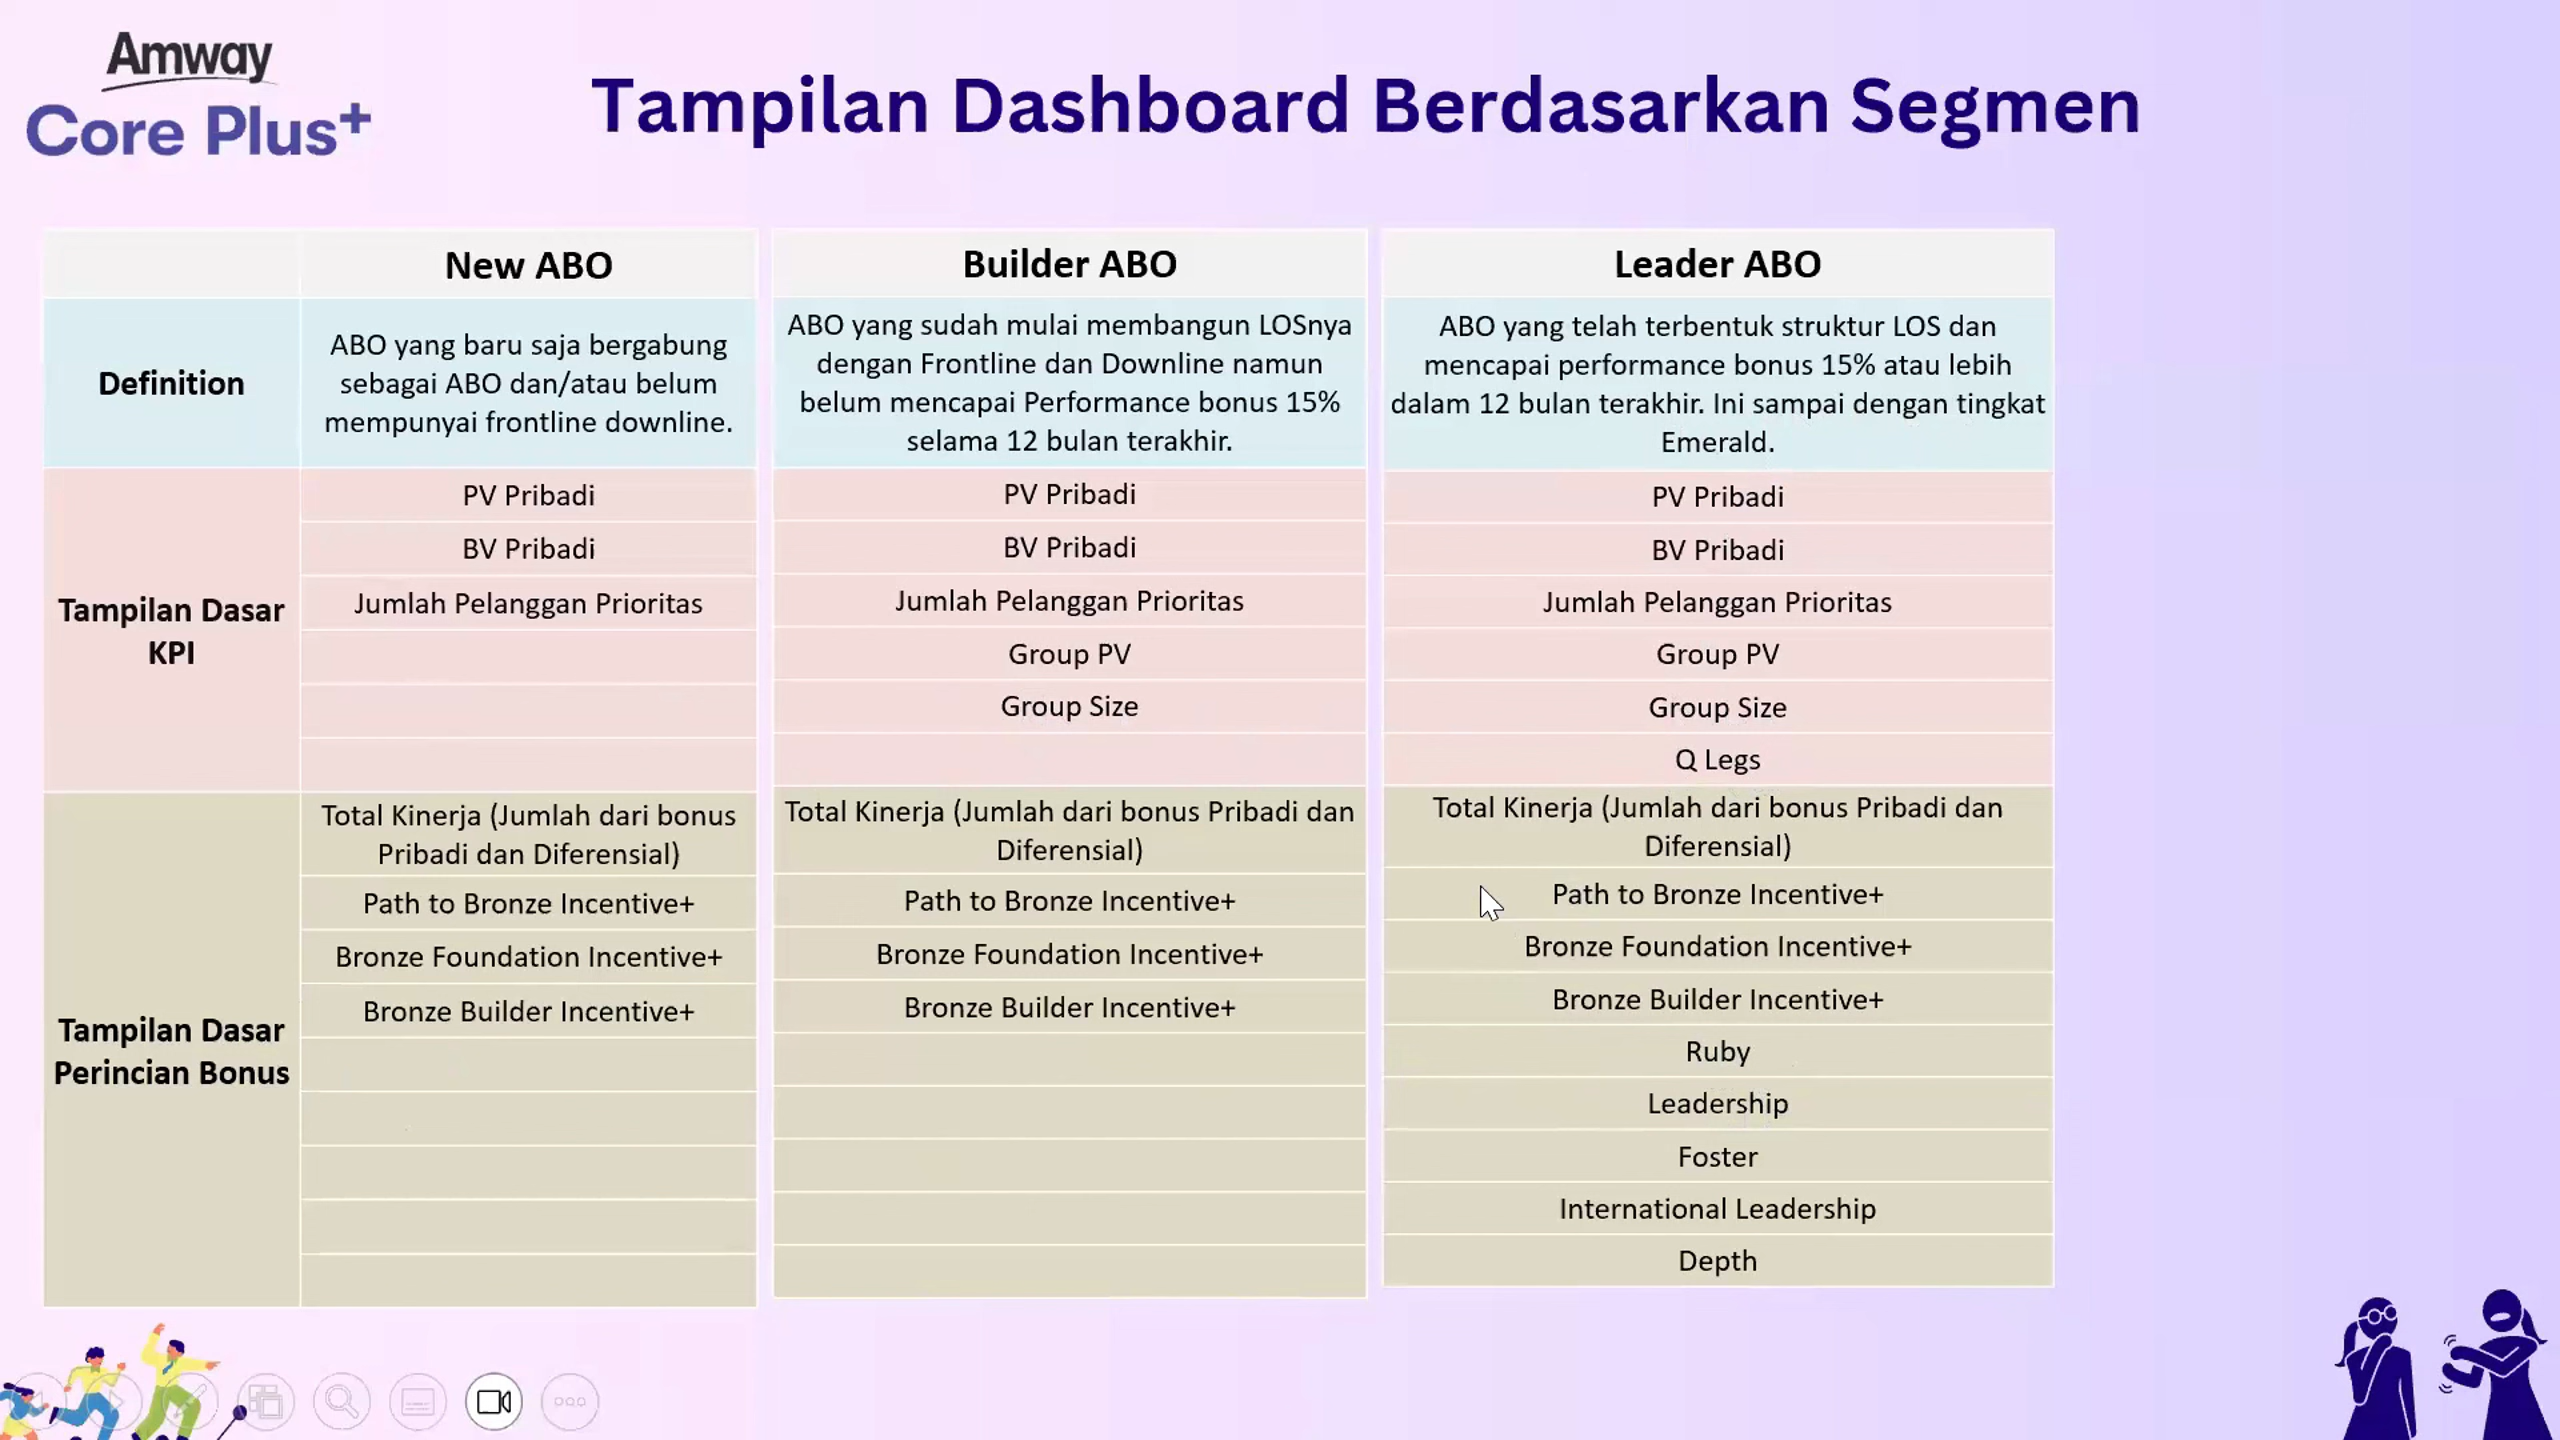 Amway
Core Plus+
Tampilan Dashboard Berdasarkan Segmen
New ABO
Builder ABO
Leader ABO
Definition
ABO yang baru saja bergabung
sebagai ABO dan/atau belum
mempunyai frontline downline.
ABO yang sudah mulai membangun LOSnya
dengan Frontline dan Downline namun
belum mencapai Performance bonus 15%
selama 12 bulan terakhir.
ABO yang telah terbentuk struktur LOS dan
mencapai performance bonus 15% atau lebih
dalam 12 bulan terakhir. Ini sampai dengan tingkat
Emerald.
Tampilan Dasar
KPI
PV Pribadi
BV Pribadi
Jumlah Pelanggan Prioritas
PV Pribadi
BV Pribadi
Jumlah Pelanggan Prioritas
Group PV
Group Size
PV Pribadi
BV Pribadi
Jumlah Pelanggan Prioritas
Group PV
Group Size
Q Legs
Tampilan Dasar
Perincian Bonus
Total Kinerja (Jumlah dari bonus
Pribadi dan Diferensial)
Path to Bronze Incentive+
Bronze Foundation Incentive+
Bronze Builder Incentive+
Total Kinerja (Jumlah dari bonus Pribadi dan
Diferensial)
Path to Bronze Incentive+
Bronze Foundation Incentive+
Bronze Builder Incentive+
Total Kinerja (Jumlah dari bonus Pribadi dan
Diferensial)
Path to Bronze Incentive+
Bronze Foundation Incentive+
Bronze Builder Incentive+
Ruby
Leadership
Foster
International Leadership
Depth